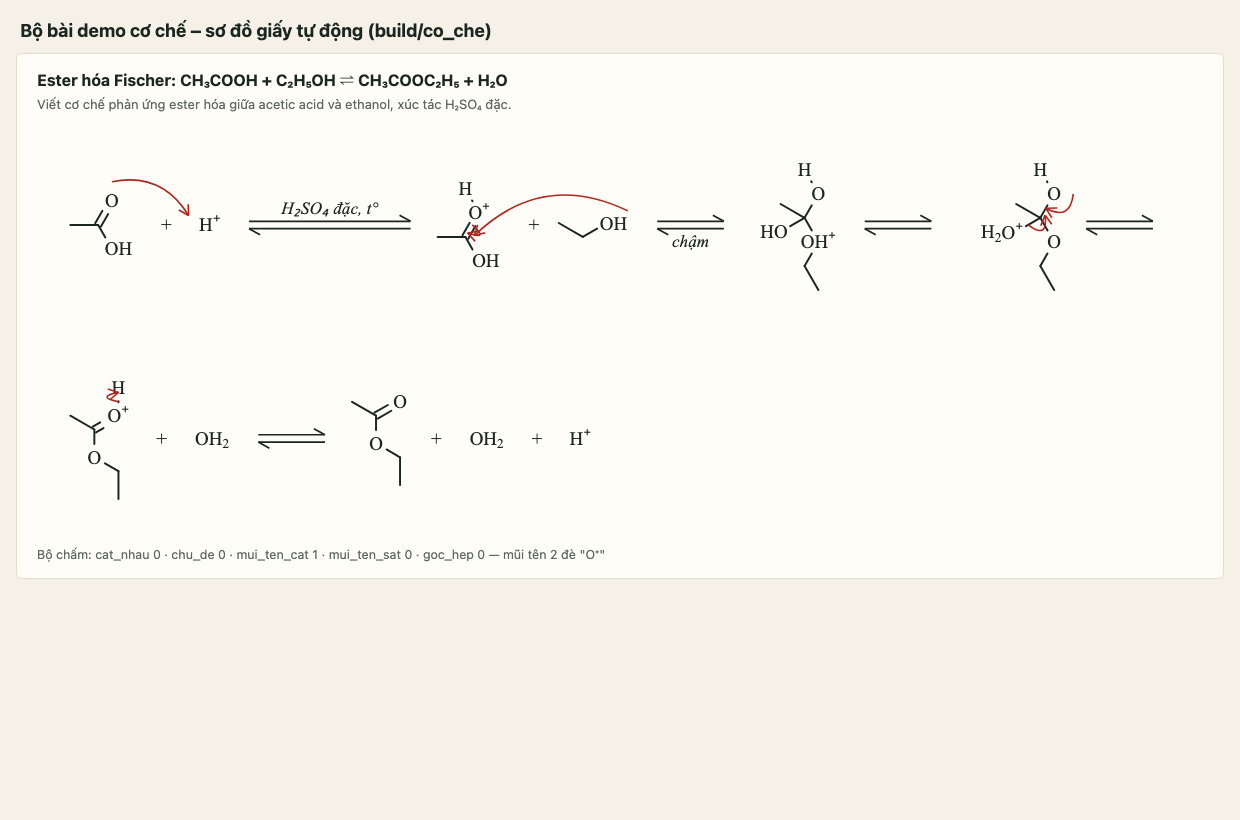 Bộ bài demo cơ chế – sơ đồ giấy tự động (build/co_che)
Ester hóa Fischer: CH₃COOH + C₂H₅OH ⇌ CH₃COOC₂H₅ + H₂O
Viết cơ chế phản ứng ester hóa giữa acetic acid và ethanol, xúc tác H₂SO₄ đặc.
O
OH
+
H⁺
H₂SO₄ đặc, t°
H
O⁺
OH
+
OH
chậm
H
O
HO
OH⁺
H
O
H₂O⁺
O
H
O⁺
O
+
OH₂
O
O
+
OH₂
+
H⁺
Bộ chấm: cat_nhau 0 · chu_de 0 · mui_ten_cat 1 · mui_ten_sat 0 · goc_hep 0 — mũi tên 2 đè "O⁺"